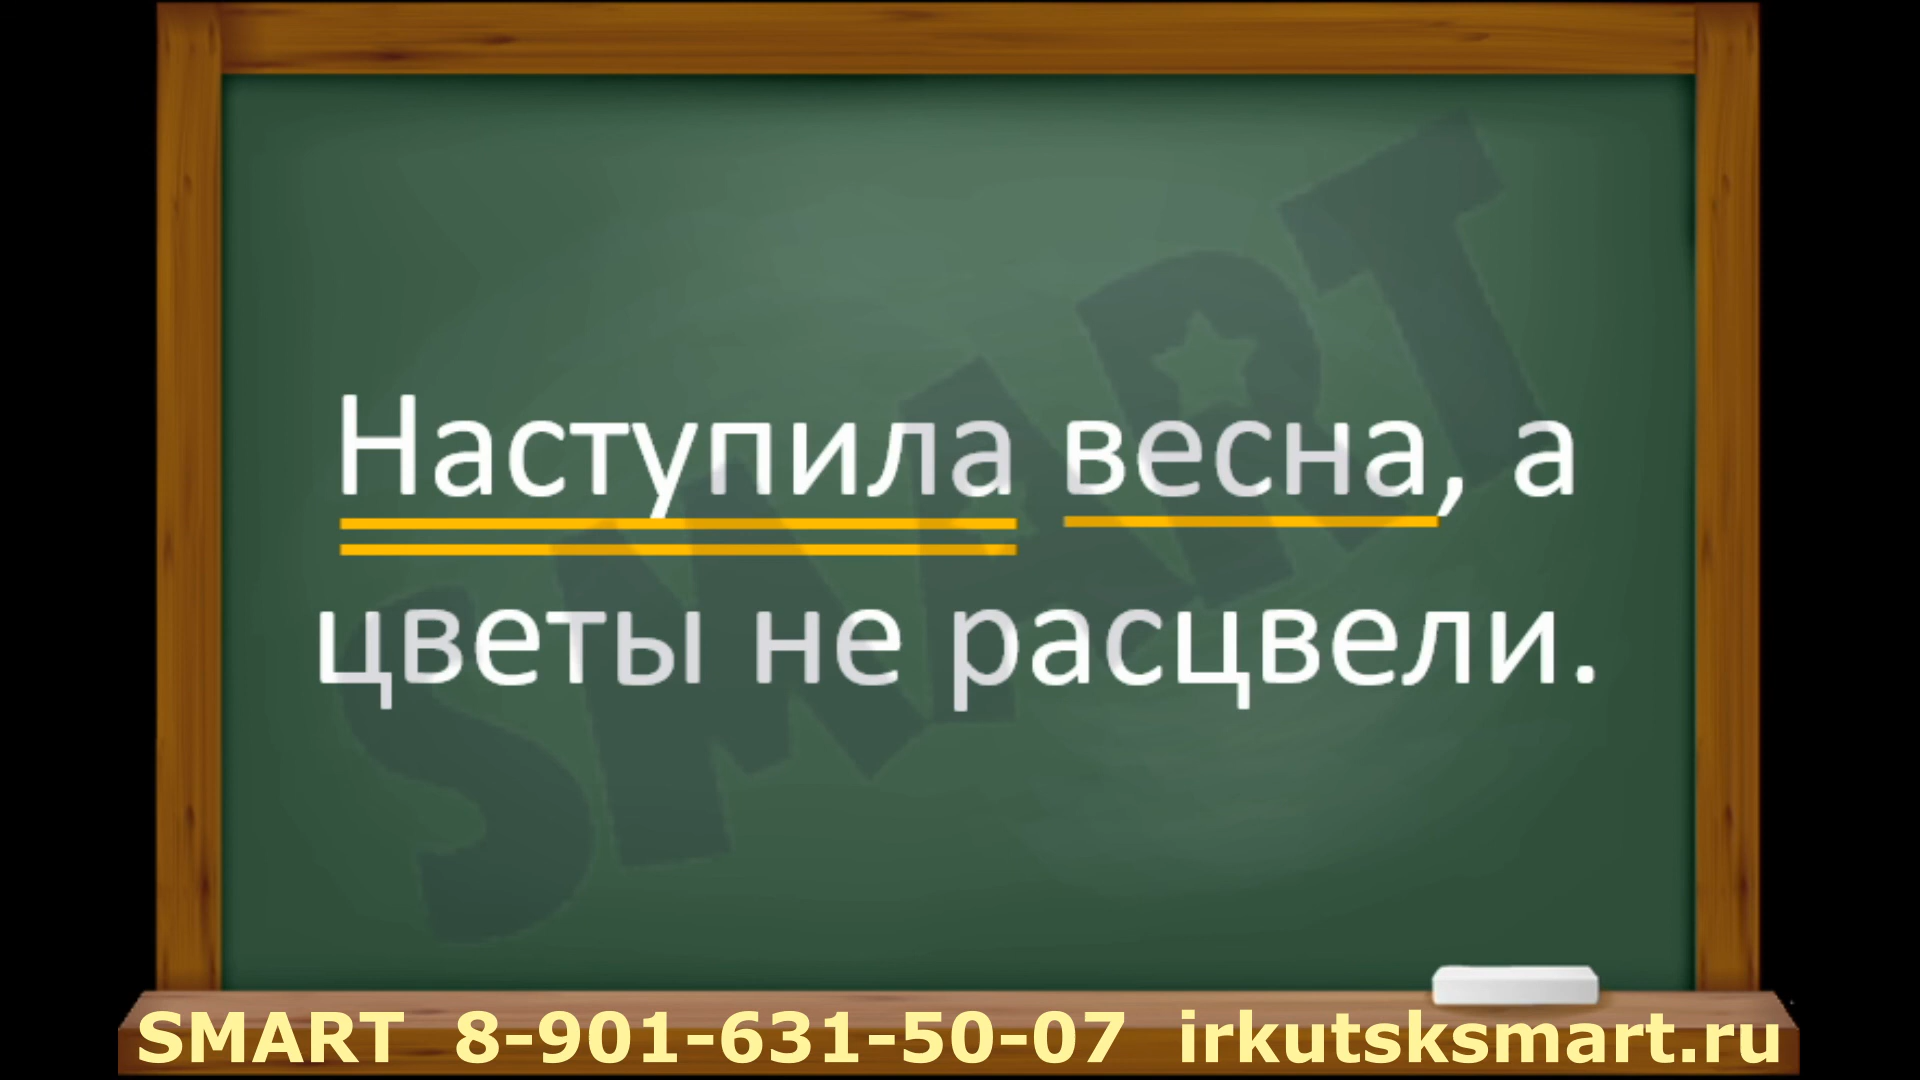 Наступила весна, а
цветы не расцвели.
SMART
SMART 8-901-631-50-07 irkutsksmart.ru